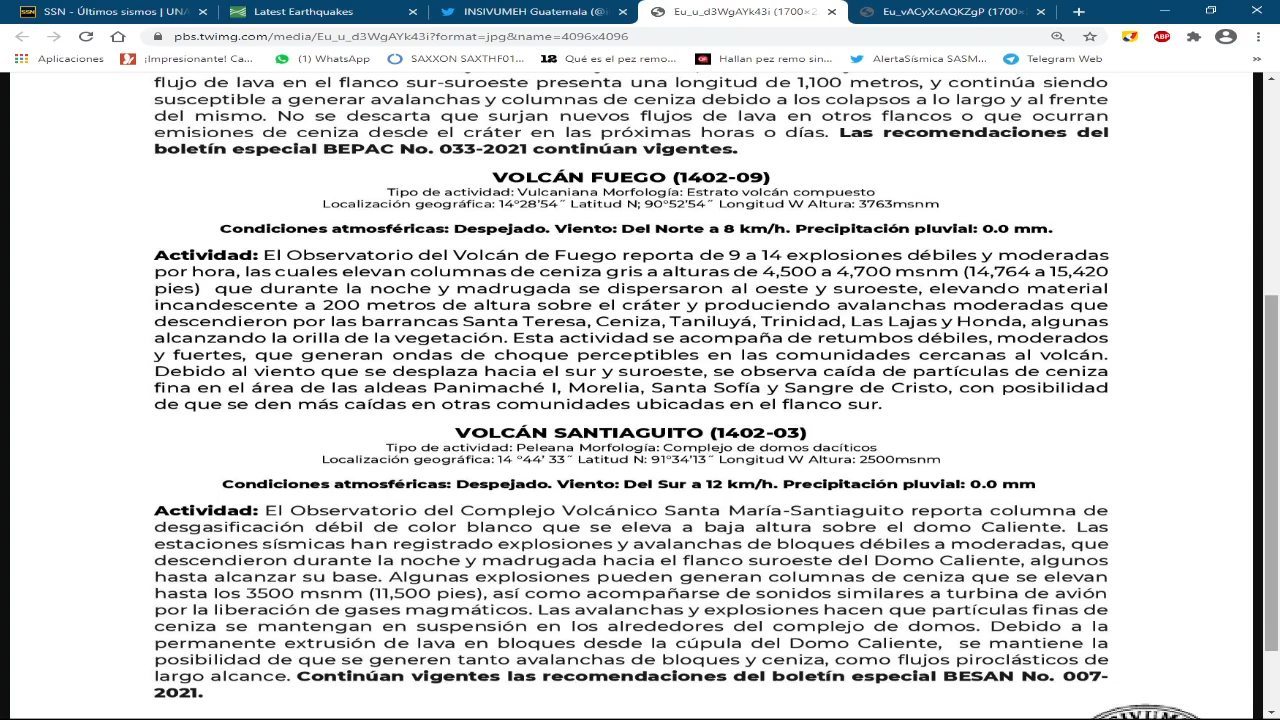 SSN - Últimos sismos | UNA
Latest Earthquakes
INSIVUMEH Guatemala (@i
Eu_u_d3WgAYk43i (1700×2
Eu_vACyXcAQKZgP (1700×
pbs.twimg.com/media/Eu_u_d3WgAYk43i?format=jpg&name=4096x4096
ABP
Aplicaciones
¡Impresionante! Ca...
(1) WhatsApp
SAXXON SAXTHF01...
12 Qué es el pez remo...
Hallan pez remo sin...
AlertaSísmica SASM...
Telegram Web
flujo de lava en el flanco sur-suroeste presenta una longitud de 1,100 metros, y continúa siendo
susceptible a generar avalanchas y columnas de ceniza debido a los colapsos a lo largo y al frente
del mismo. No se descarta que surjan nuevos flujos de lava en otros flancos o que ocurran
emisiones de ceniza desde el cráter en las próximas horas o días. Las recomendaciones del
boletín especial BEPAC No. 033-2021 continúan vigentes.
VOLCÁN FUEGO (1402-09)
Tipo de actividad: Vulcaniana Morfología: Estrato volcán compuesto
Localización geográfica: 14°28'54˝ Latitud N; 90°52'54˝ Longitud W Altura: 3763msnm
Condiciones atmosféricas: Despejado. Viento: Del Norte a 8 km/h. Precipitación pluvial: 0.0 mm.
Actividad: El Observatorio del Volcán de Fuego reporta de 9 a 14 explosiones débiles y moderadas
por hora, las cuales elevan columnas de ceniza gris a alturas de 4,500 a 4,700 msnm (14,764 a 15,420
pies) que durante la noche y madrugada se dispersaron al oeste y suroeste, elevando material
incandescente a 200 metros de altura sobre el cráter y produciendo avalanchas moderadas que
descendieron por las barrancas Santa Teresa, Ceniza, Taniluyá, Trinidad, Las Lajas y Honda, algunas
alcanzando la orilla de la vegetación. Esta actividad se acompaña de retumbos débiles, moderados
y fuertes, que generan ondas de choque perceptibles en las comunidades cercanas al volcán.
Debido al viento que se desplaza hacia el sur y suroeste, se observa caída de partículas de ceniza
fina en el área de las aldeas Panimaché I, Morelia, Santa Sofía y Sangre de Cristo, con posibilidad
de que se den más caídas en otras comunidades ubicadas en el flanco sur.
VOLCÁN SANTIAGUITO (1402-03)
Tipo de actividad: Peleana Morfología: Complejo de domos dacíticos
Localización geográfica: 14 °44' 33˝ Latitud N: 91°34'13˝ Longitud W Altura: 2500msnm
Condiciones atmosféricas: Despejado. Viento: Del Sur a 12 km/h. Precipitación pluvial: 0.0 mm
Actividad: El Observatorio del Complejo Volcánico Santa María-Santiaguito reporta columna de
desgasificación débil de color blanco que se eleva a baja altura sobre el domo Caliente. Las
estaciones sísmicas han registrado explosiones y avalanchas de bloques débiles a moderadas, que
descendieron durante la noche y madrugada hacia el flanco suroeste del Domo Caliente, algunos
hasta alcanzar su base. Algunas explosiones pueden generar columnas de ceniza que se elevan
hasta los 3500 msnm (11,500 pies), así como acompañarse de sonidos similares a turbina de avión
por la liberación de gases magmáticos. Las avalanchas y explosiones hacen que partículas finas de
ceniza se mantengan en suspensión en los alrededores del complejo de domos. Debido a la
permanente extrusión de lava en bloques desde la cúpula del Domo Caliente, se mantiene la
posibilidad de que se generen tanto avalanchas de bloques y ceniza, como flujos piroclásticos de
largo alcance. Continúan vigentes las recomendaciones del boletín especial BESAN No. 007-
2021.